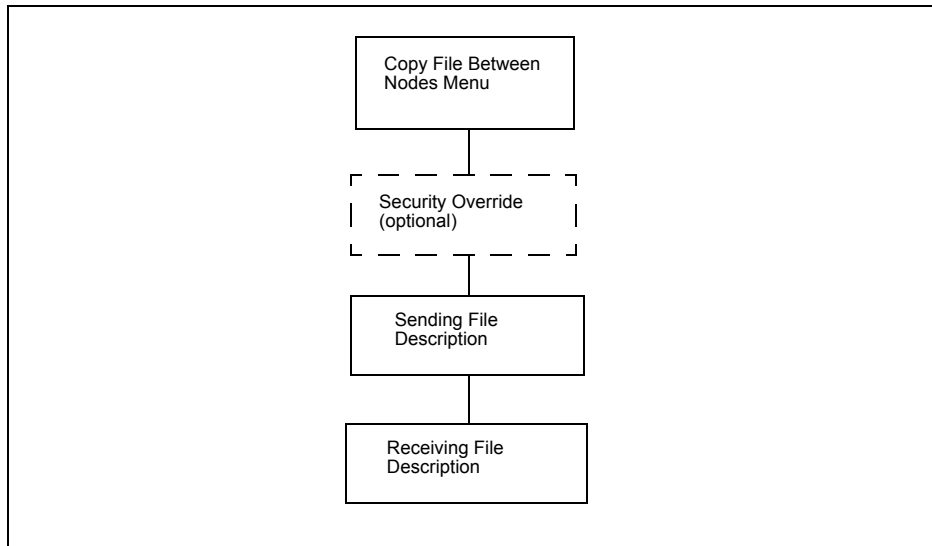 Copy File Between
Nodes Menu
Security Override
(optional)
Sending File
Description
Receiving File
Description